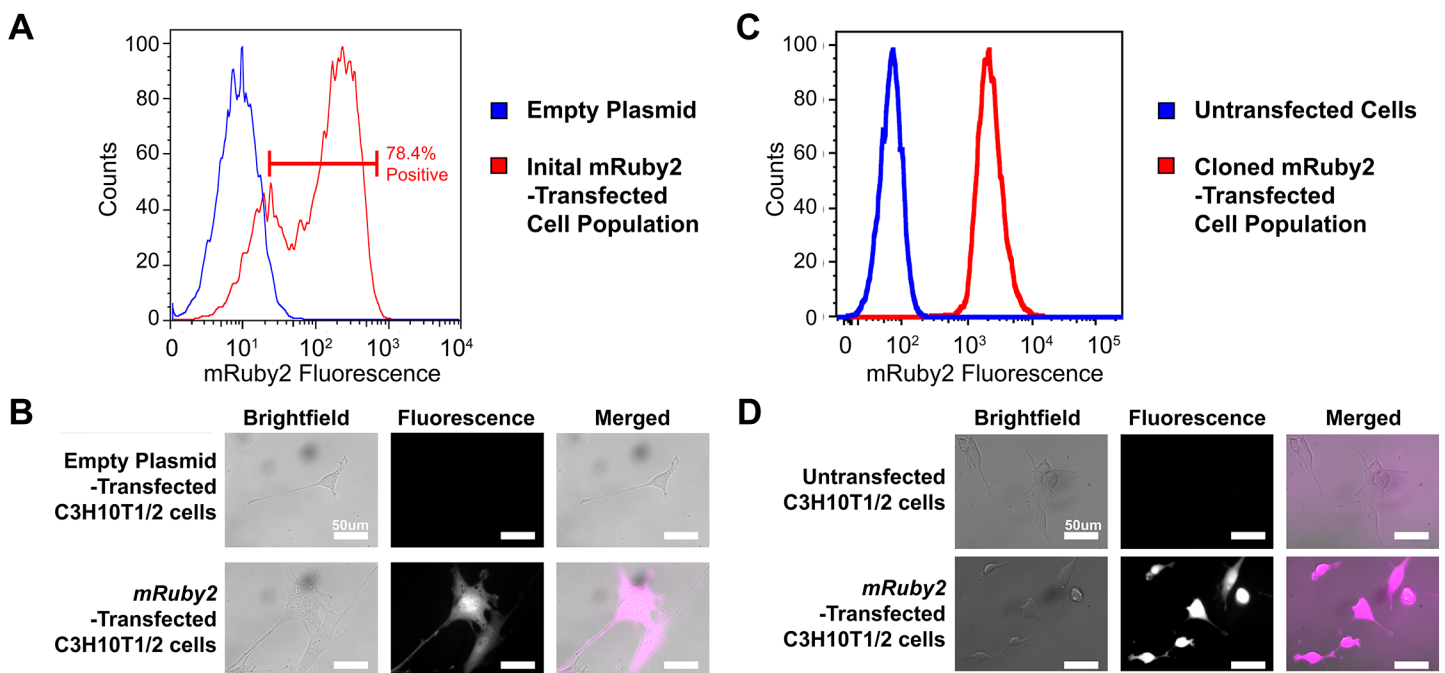 A
Counts
100
80
60
40
20
0
0 10¹ 10² 10³ 10⁴
mRuby2 Fluorescence
78.4%
Positive
Empty Plasmid
Inital mRuby2
-Transfected
Cell Population
C
Counts
100
80
60
40
20
0
0 10² 10³ 10⁴ 10⁵
mRuby2 Fluorescence
Untransfected Cells
Cloned mRuby2
-Transfected
Cell Population
B
Brightfield Fluorescence Merged
Empty Plasmid
-Transfected
C3H10T1/2 cells
50um
mRuby2
-Transfected
C3H10T1/2 cells
D
Brightfield Fluorescence Merged
Untransfected
C3H10T1/2 cells
50um
mRuby2
-Transfected
C3H10T1/2 cells